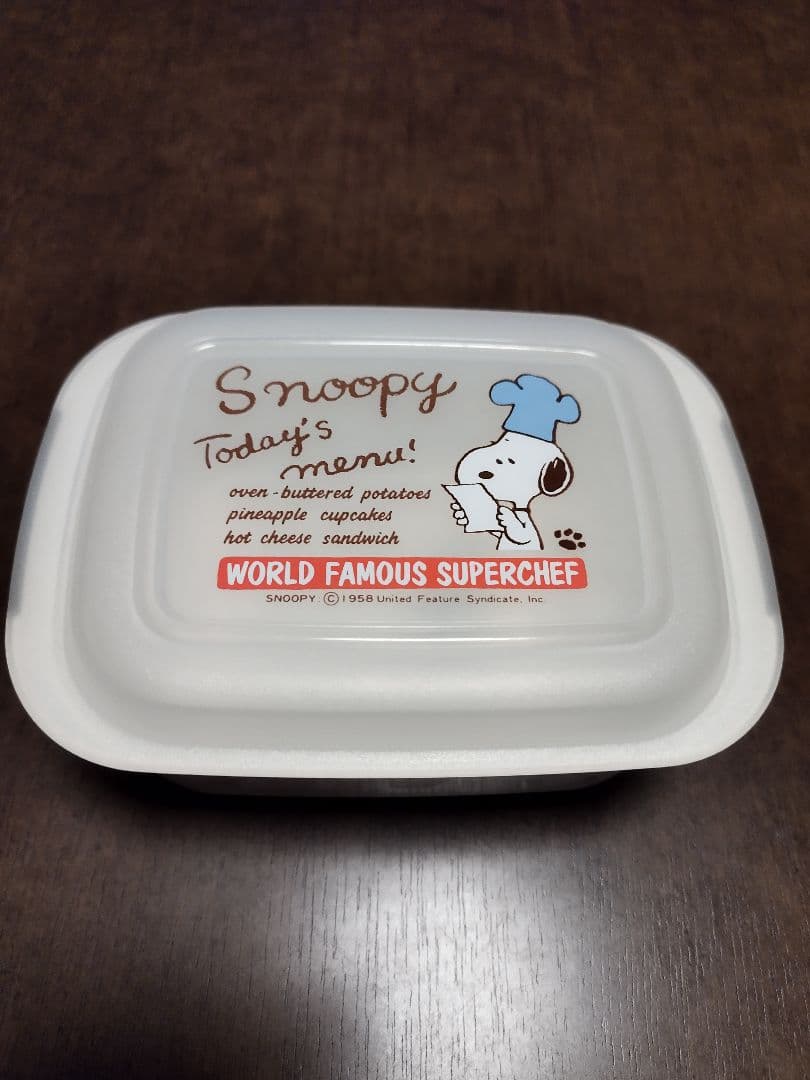 Snoopy
Today's
menu!
oven-buttered potatoes
pineapple cupcakes
hot cheese sandwich
WORLD FAMOUS SUPERCHEF
SNOOPY: ©1958 United Feature Syndicate, Inc.